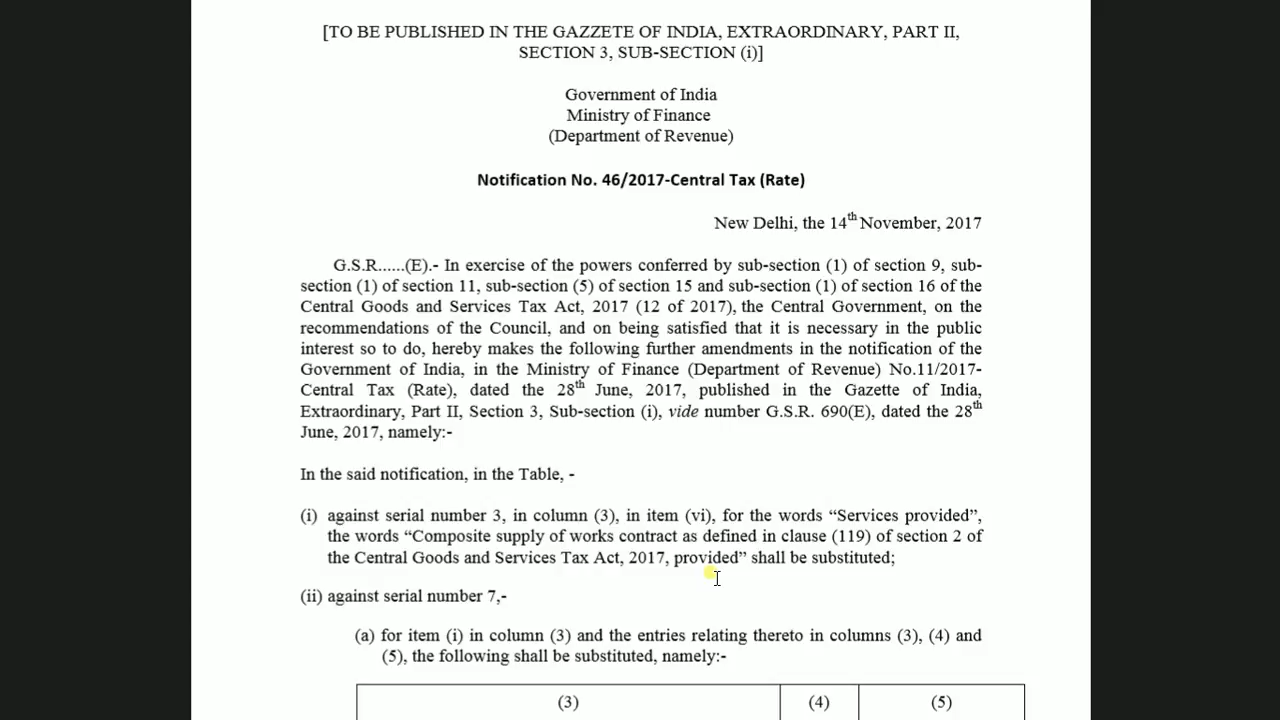 [TO BE PUBLISHED IN THE GAZZETE OF INDIA, EXTRAORDINARY, PART II,
SECTION 3, SUB-SECTION (i)]
Government of India
Ministry of Finance
(Department of Revenue)
Notification No. 46/2017-Central Tax (Rate)
New Delhi, the 14th November, 2017
G.S.R......(E).- In exercise of the powers conferred by sub-section (1) of section 9, sub-
section (1) of section 11, sub-section (5) of section 15 and sub-section (1) of section 16 of the
Central Goods and Services Tax Act, 2017 (12 of 2017), the Central Government, on the
recommendations of the Council, and on being satisfied that it is necessary in the public
interest so to do, hereby makes the following further amendments in the notification of the
Government of India, in the Ministry of Finance (Department of Revenue) No.11/2017-
Central Tax (Rate), dated the 28th June, 2017, published in the Gazette of India,
Extraordinary, Part II, Section 3, Sub-section (i), vide number G.S.R. 690(E), dated the 28th
June, 2017, namely:-
In the said notification, in the Table, -
(i) against serial number 3, in column (3), in item (vi), for the words “Services provided”,
the words “Composite supply of works contract as defined in clause (119) of section 2 of
the Central Goods and Services Tax Act, 2017, provided” shall be substituted;
(ii) against serial number 7,-
(a) for item (i) in column (3) and the entries relating thereto in columns (3), (4) and
(5), the following shall be substituted, namely:-
(3) (4) (5)